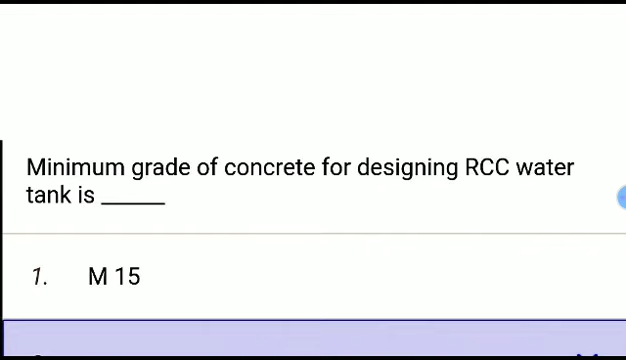 Minimum grade of concrete for designing RCC water
tank is ______
1. M 15